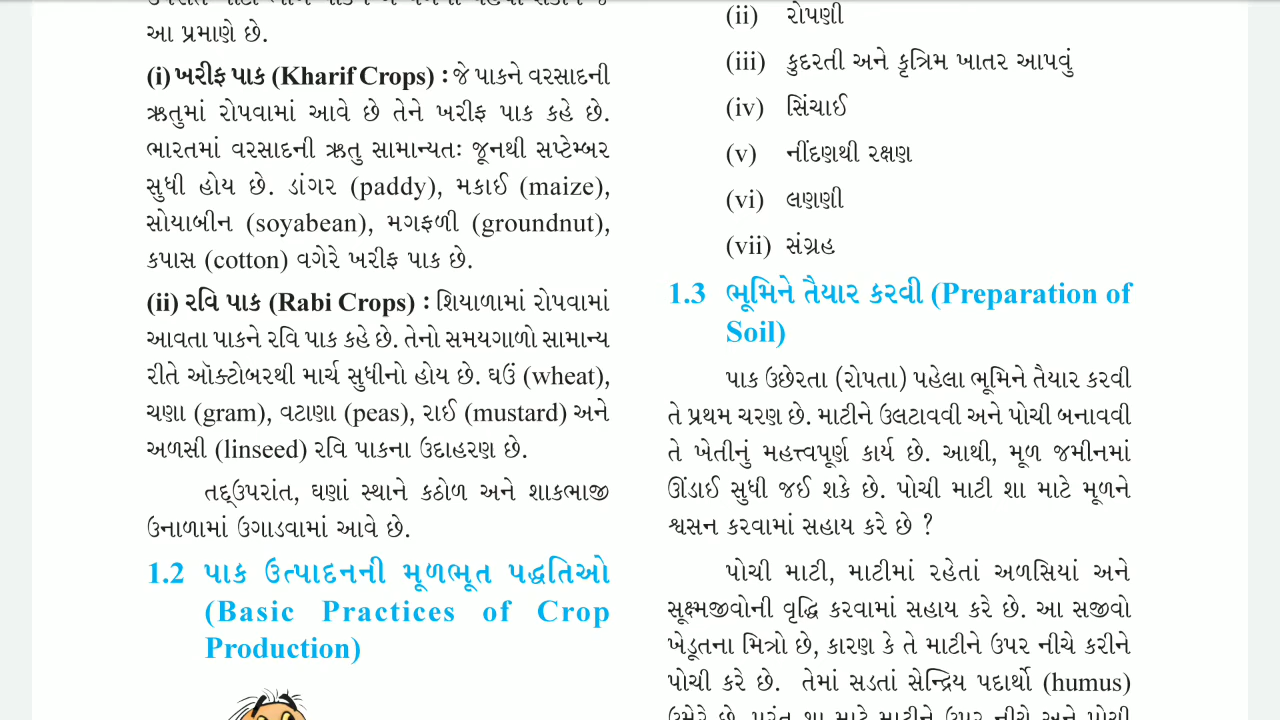 આ પ્રમાણે છે.
(i) ખરીફ પાક (Kharif Crops) : જે પાકને વરસાદની
ઋતુમાં રોપવામાં આવે છે તેને ખરીફ પાક કહે છે.
ભારતમાં વરસાદની ઋતુ સામાન્યતઃ જૂનથી સપ્ટેમ્બર
સુધી હોય છે. ડાંગર (paddy), મકાઈ (maize),
સોયાબીન (soyabean), મગફળી (groundnut),
કપાસ (cotton) વગેરે ખરીફ પાક છે.
(ii) રવિ પાક (Rabi Crops) : શિયાળામાં રોપવામાં
આવતા પાકને રવિ પાક કહે છે. તેનો સમયગાળો સામાન્ય
રીતે ઑક્ટોબરથી માર્ચ સુધીનો હોય છે. ઘઉં (wheat),
ચણા (gram), વટાણા (peas), રાઈ (mustard) અને
અળસી (linseed) રવિ પાકના ઉદાહરણ છે.
તદ્ઉપરાંત, ઘણાં સ્થાને કઠોળ અને શાકભાજી
ઉનાળામાં ઉગાડવામાં આવે છે.
1.2 પાક ઉત્પાદનની મૂળભૂત પદ્ધતિઓ
(Basic Practices of Crop
Production)
(ii) રોપણી
(iii) કુદરતી અને કૃત્રિમ ખાતર આપવું
(iv) સિંચાઈ
(v) નીંદણથી રક્ષણ
(vi) લણણી
(vii) સંગ્રહ
1.3 ભૂમિને તૈયાર કરવી (Preparation of
Soil)
પાક ઉછેરતા (રોપતા) પહેલા ભૂમિને તૈયાર કરવી
તે પ્રથમ ચરણ છે. માટીને ઉલટાવવી અને પોચી બનાવવી
તે ખેતીનું મહત્ત્વપૂર્ણ કાર્ય છે. આથી, મૂળ જમીનમાં
ઊંડાઈ સુધી જઈ શકે છે. પોચી માટી શા માટે મૂળને
શ્વસન કરવામાં સહાય કરે છે ?
પોચી માટી, માટીમાં રહેતાં અળસિયાં અને
સૂક્ષ્મજીવોની વૃદ્ધિ કરવામાં સહાય કરે છે. આ સજીવો
ખેડૂતના મિત્રો છે, કારણ કે તે માટીને ઉપર નીચે કરીને
પોચી કરે છે. તેમાં સડતાં સેન્દ્રિય પદાર્થો (humus)